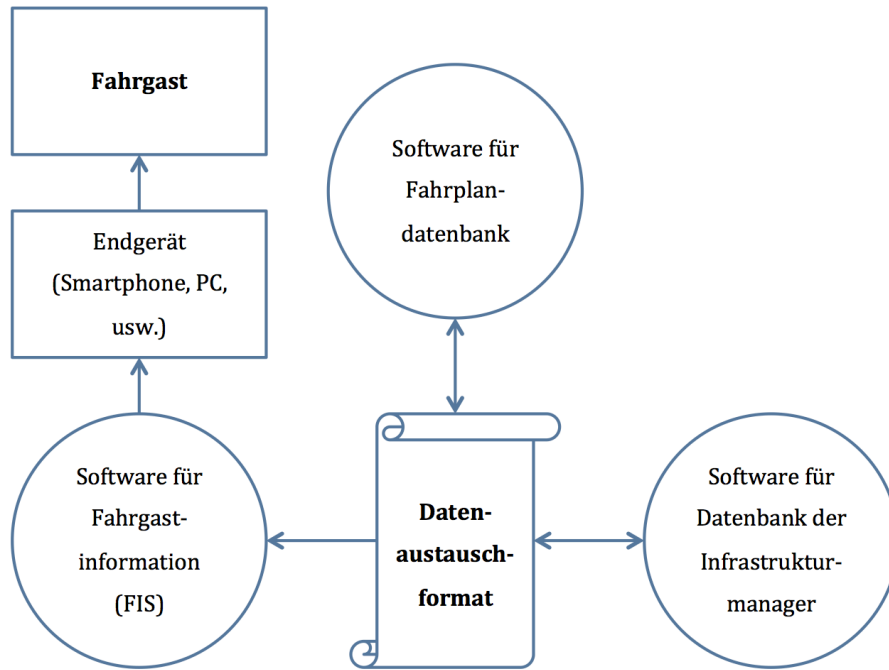 Fahrgast
Endgerät
(Smartphone, PC,
usw.)
Software für
Fahrplan-
datenbank
Software für
Fahrgast-
information
(FIS)
Daten-
austausch-
format
Software für
Datenbank der
Infrastruktur-
manager